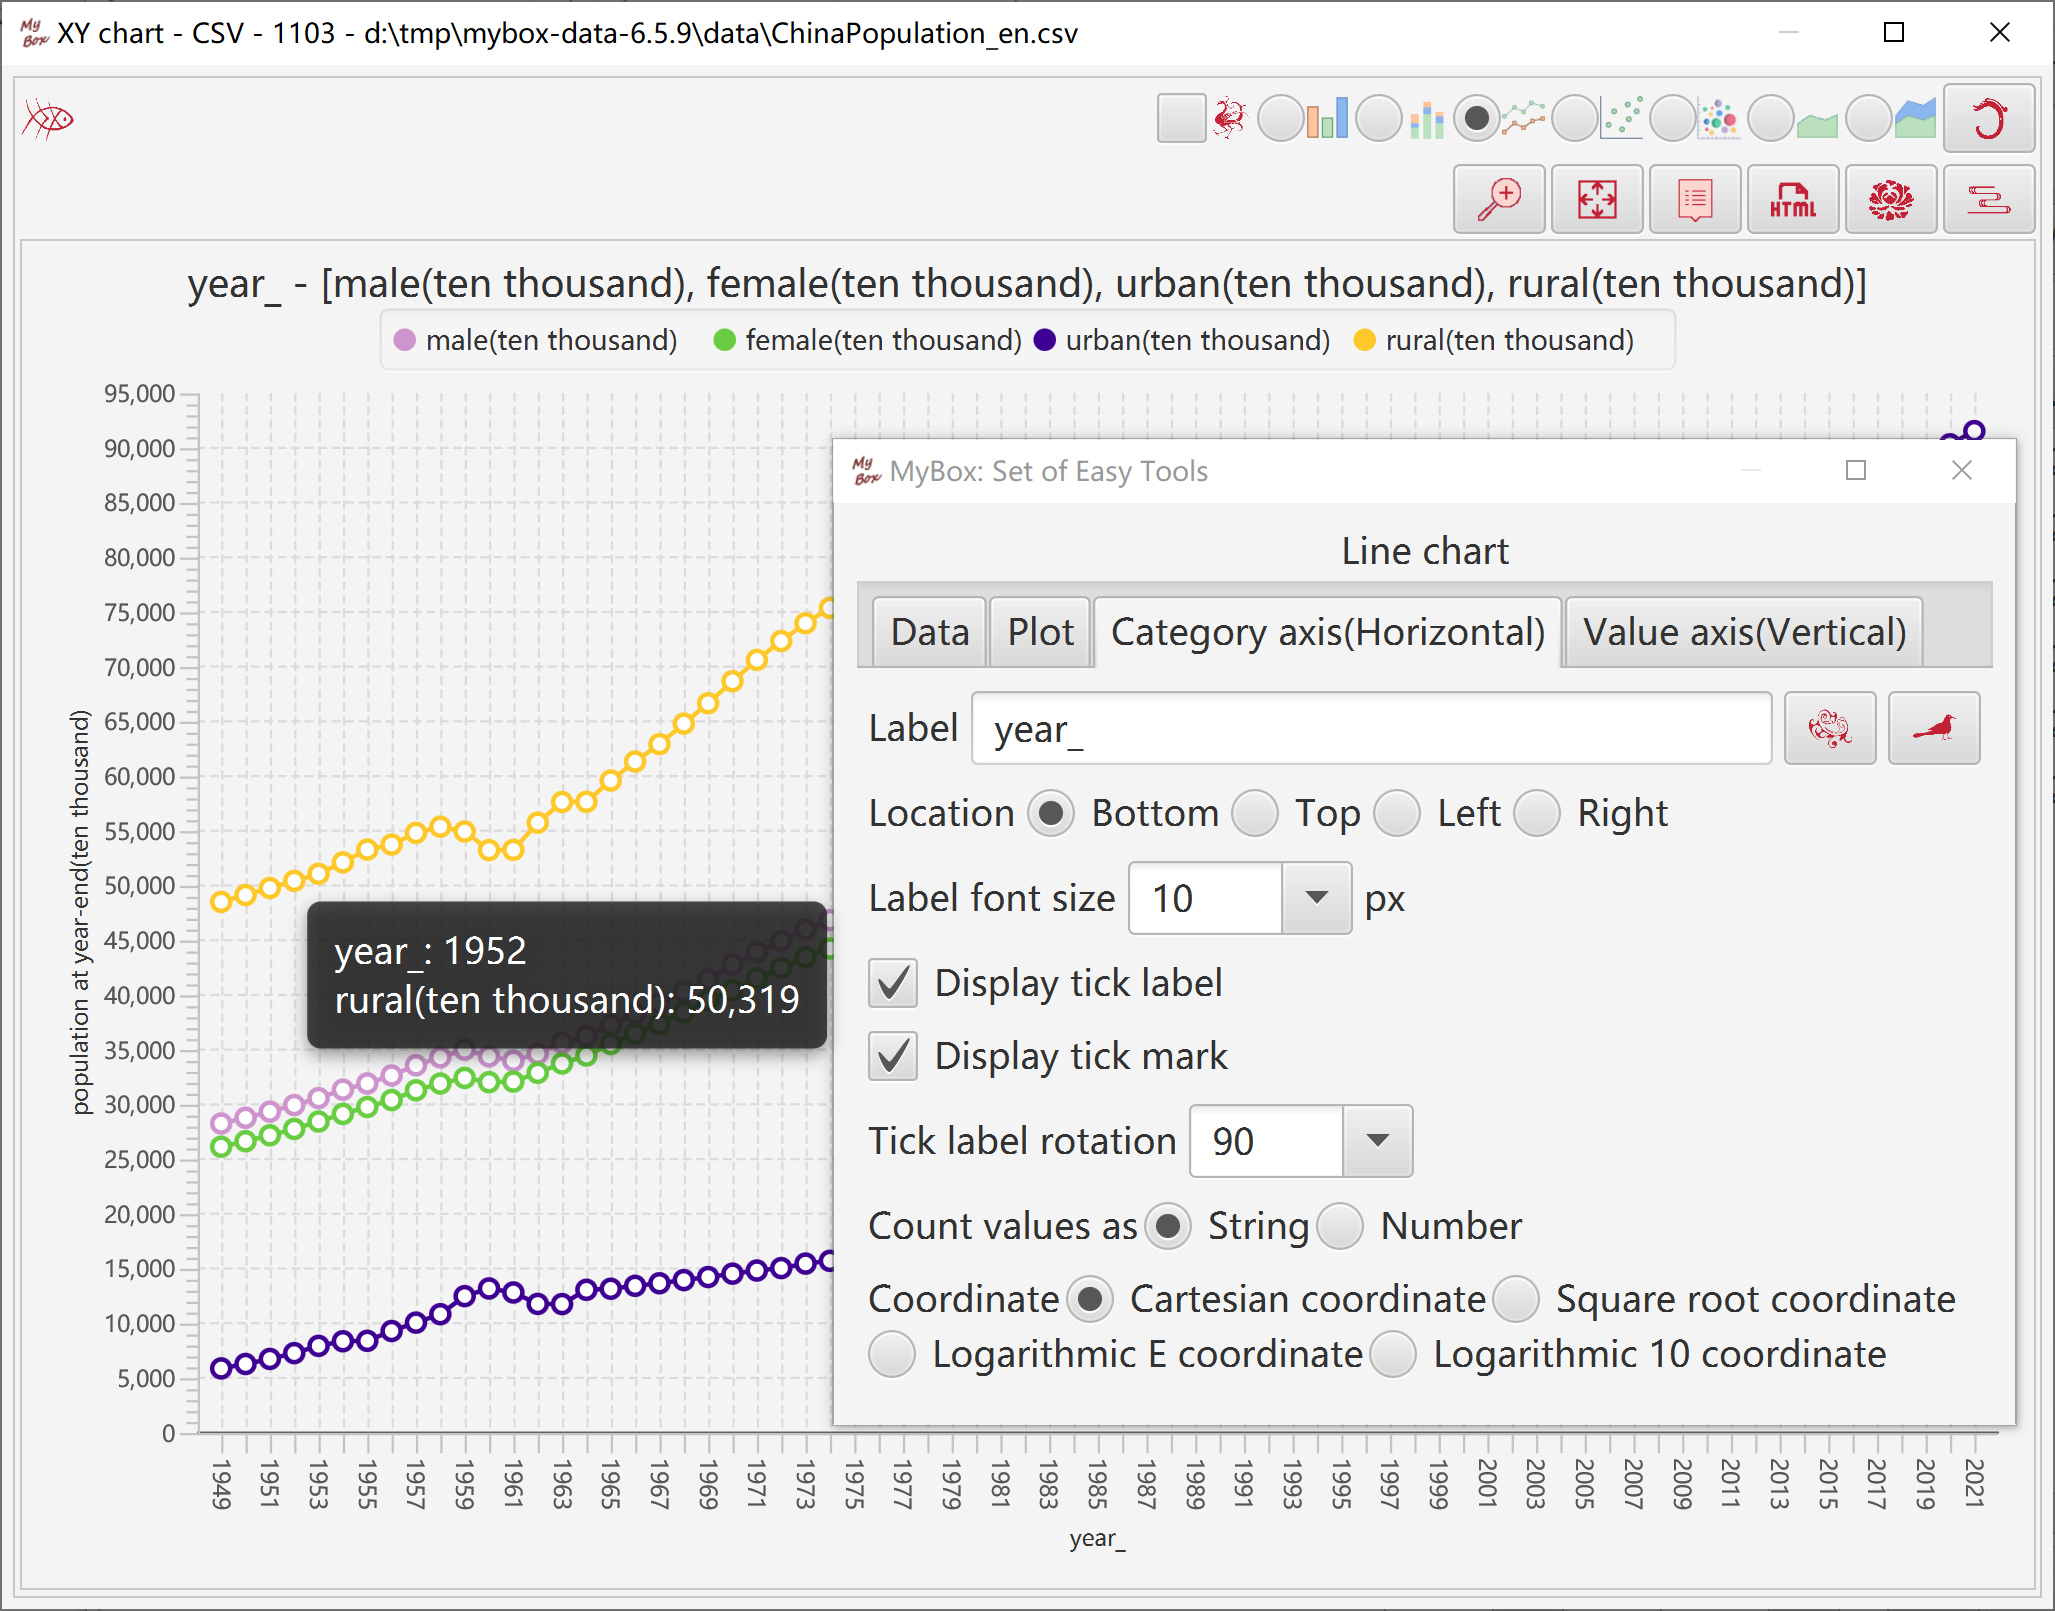 My Box XY chart - CSV - 1103 - d:\tmp\mybox-data-6.5.9\data\ChinaPopulation_en.csv
HTML
year_ - [male(ten thousand), female(ten thousand), urban(ten thousand), rural(ten thousand)]
male(ten thousand) female(ten thousand) urban(ten thousand) rural(ten thousand)
population at year-end(ten thousand)
95,000
90,000
85,000
80,000
75,000
70,000
65,000
60,000
55,000
50,000
45,000
40,000
35,000
30,000
25,000
20,000
15,000
10,000
5,000
0
year_: 1952
rural(ten thousand): 50,319
1949 1951 1953 1955 1957 1959 1961 1963 1965 1967 1969 1971 1973 1975 1977 1979 1981 1983 1985 1987 1989 1991 1993 1995 1997 1999 2001 2003 2005 2007 2009 2011 2013 2015 2017 2019 2021
year_
My Box MyBox: Set of Easy Tools
Line chart
Data Plot Category axis(Horizontal) Value axis(Vertical)
Label year_
Location Bottom Top Left Right
Label font size 10 px
Display tick label
Display tick mark
Tick label rotation 90
Count values as String Number
Coordinate Cartesian coordinate Square root coordinate
Logarithmic E coordinate Logarithmic 10 coordinate